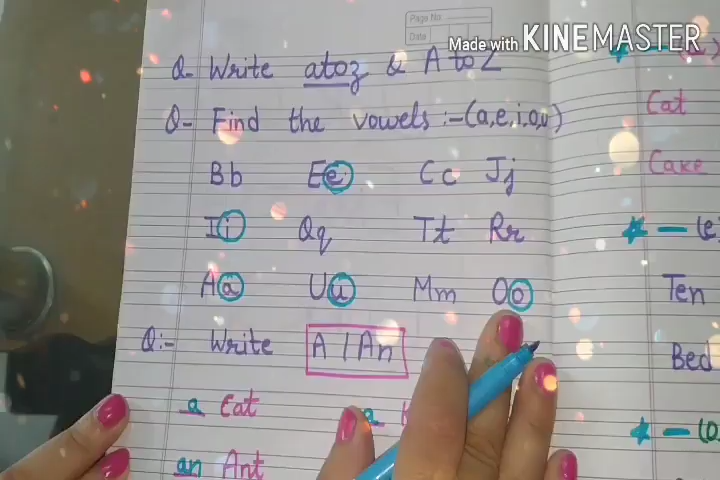 Page No.
Date
Made with KINEMASTER
Q- Write atoz & A to Z
Q- Find the vowels :- (a,e,i,o,u)
Bb Ee Cc Jj
Ii Qq Tt Rr
Aa Uu Mm Oo
Q:- Write A / An
a Cat a
an Ant
Cat
Cake
* — (e)
Ten
Bed
* —